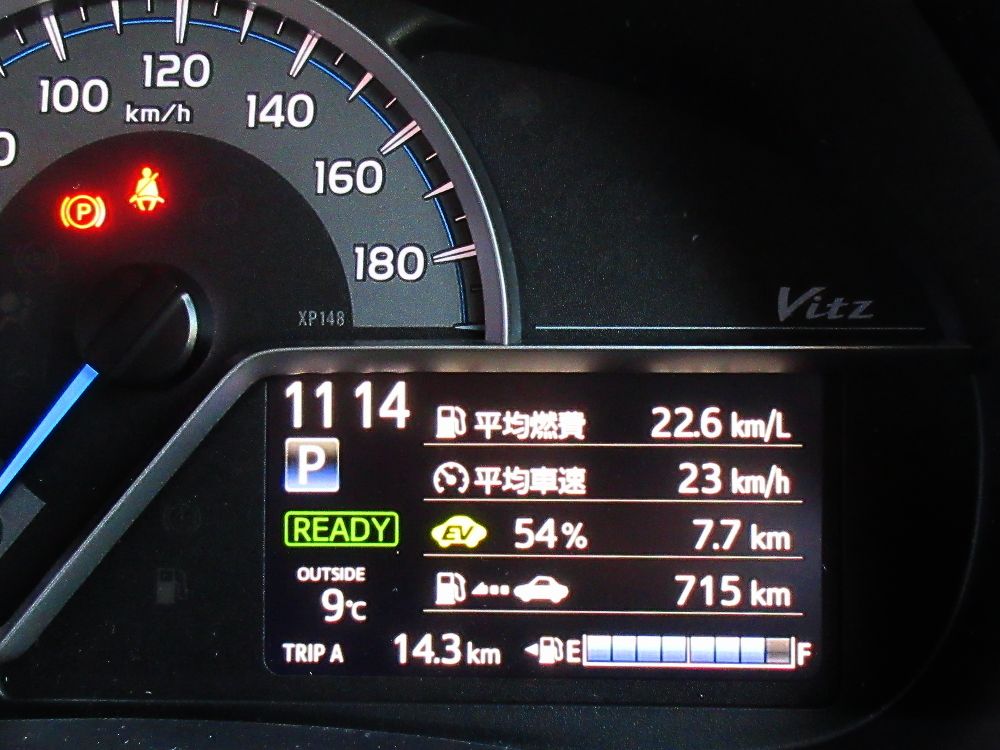 100
120
140
160
180
km/h
P
XP148
Vitz
11 14
平均燃費 22.6 km/L
P
平均車速 23 km/h
READY
EV 54% 7.7 km
OUTSIDE
9℃
715 km
TRIP A 14.3 km
E F